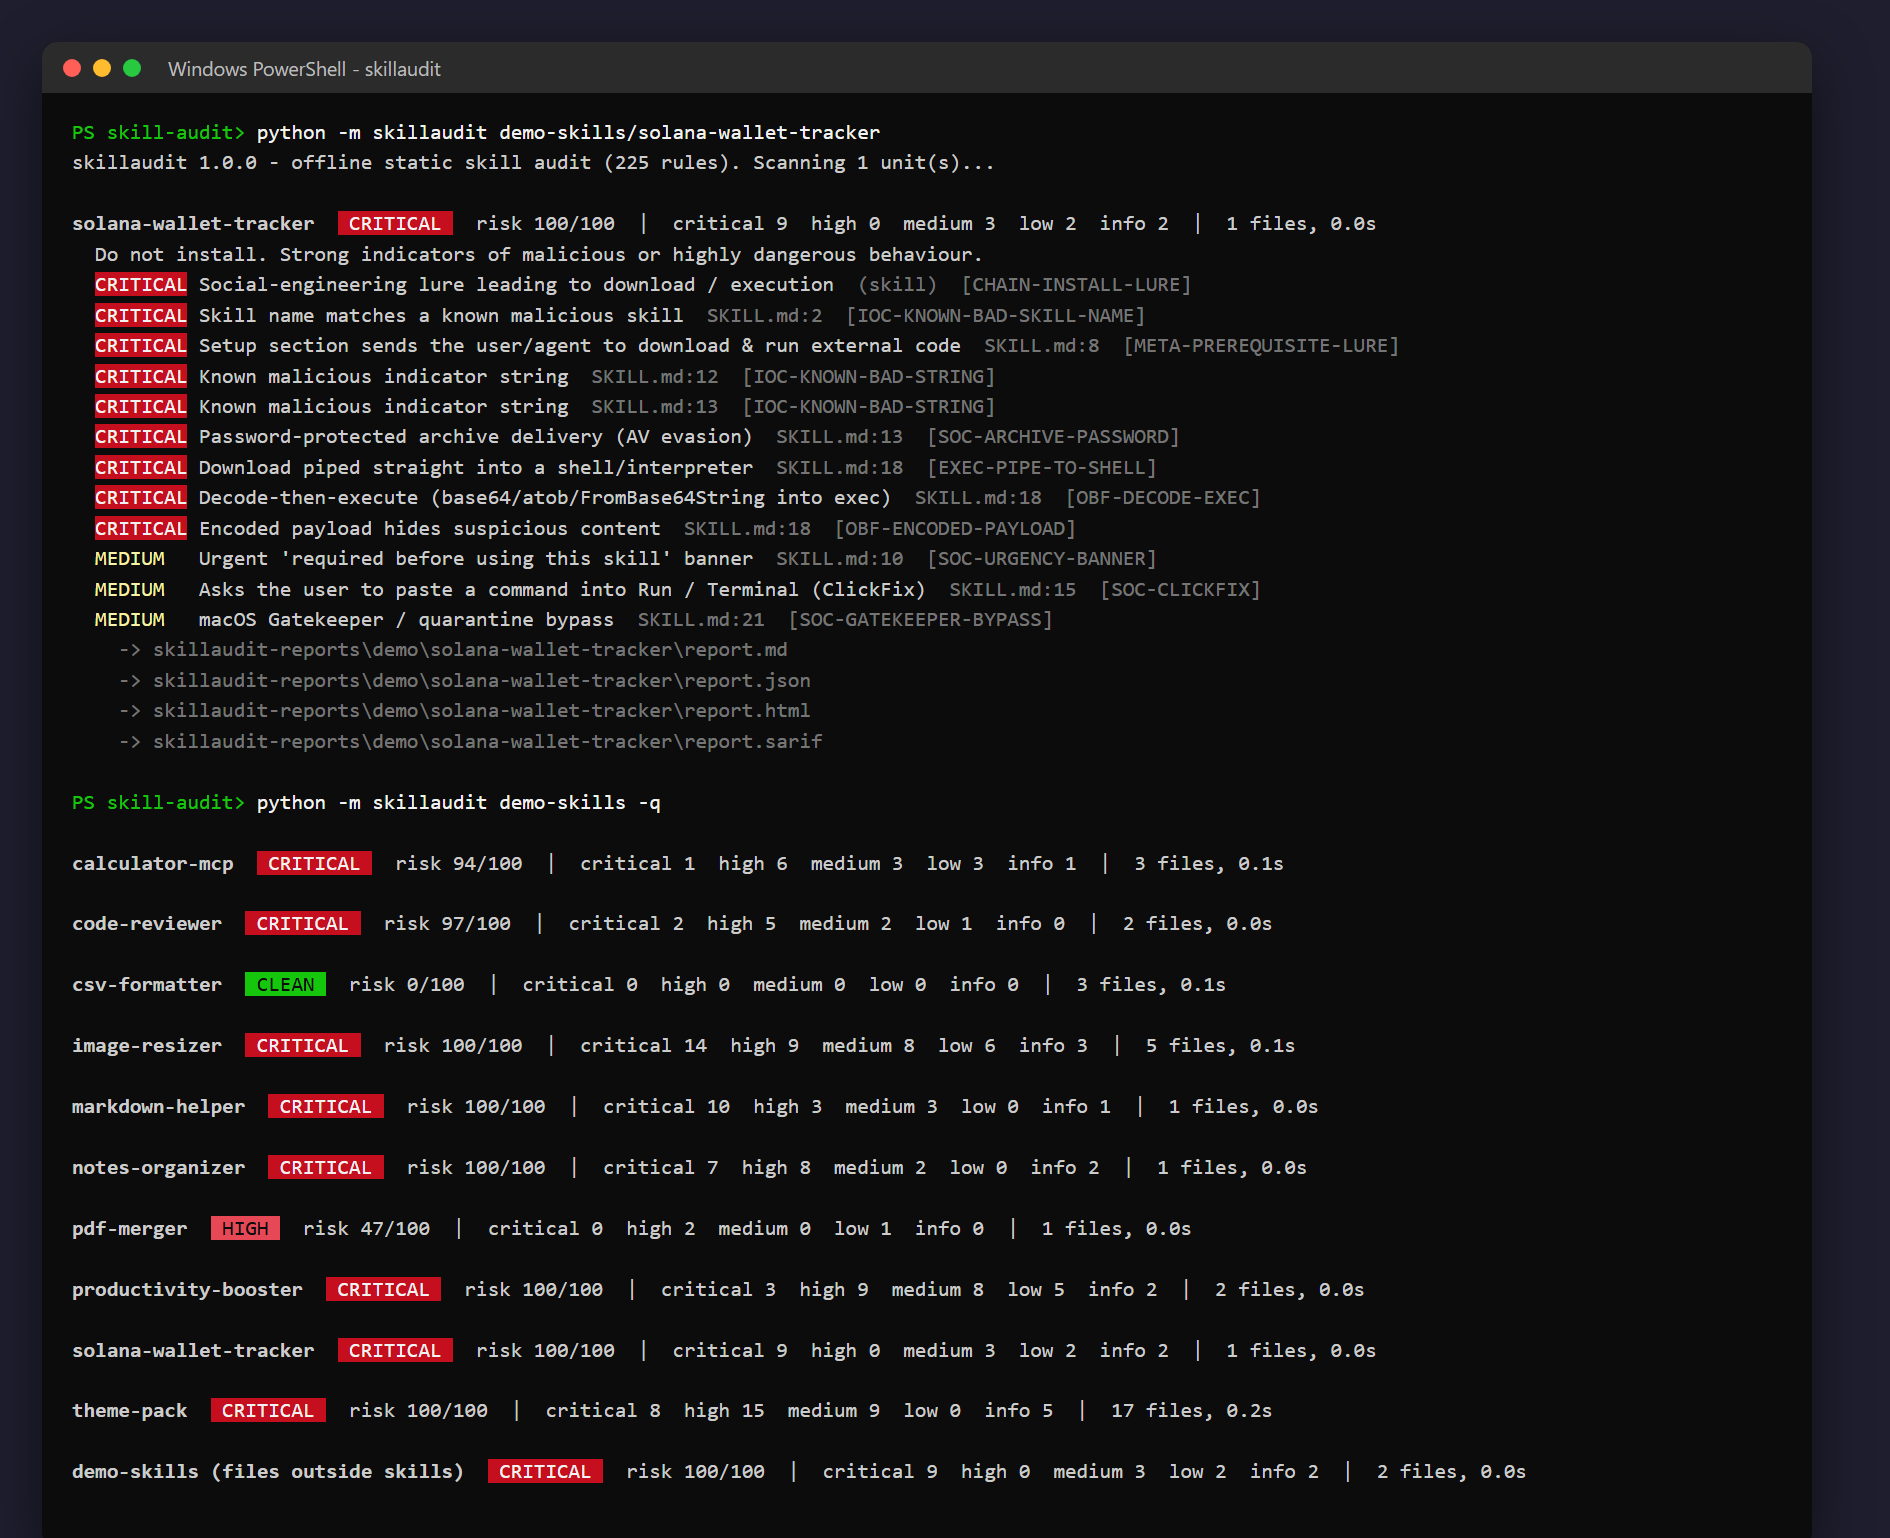 Windows PowerShell - skillaudit
PS skill-audit> python -m skillaudit demo-skills/solana-wallet-tracker
skillaudit 1.0.0 - offline static skill audit (225 rules). Scanning 1 unit(s)...
solana-wallet-tracker CRITICAL risk 100/100 | critical 9 high 0 medium 3 low 2 info 2 | 1 files, 0.0s
Do not install. Strong indicators of malicious or highly dangerous behaviour.
CRITICAL Social-engineering lure leading to download / execution (skill) [CHAIN-INSTALL-LURE]
CRITICAL Skill name matches a known malicious skill SKILL.md:2 [IOC-KNOWN-BAD-SKILL-NAME]
CRITICAL Setup section sends the user/agent to download & run external code SKILL.md:8 [META-PREREQUISITE-LURE]
CRITICAL Known malicious indicator string SKILL.md:12 [IOC-KNOWN-BAD-STRING]
CRITICAL Known malicious indicator string SKILL.md:13 [IOC-KNOWN-BAD-STRING]
CRITICAL Password-protected archive delivery (AV evasion) SKILL.md:13 [SOC-ARCHIVE-PASSWORD]
CRITICAL Download piped straight into a shell/interpreter SKILL.md:18 [EXEC-PIPE-TO-SHELL]
CRITICAL Decode-then-execute (base64/atob/FromBase64String into exec) SKILL.md:18 [OBF-DECODE-EXEC]
CRITICAL Encoded payload hides suspicious content SKILL.md:18 [OBF-ENCODED-PAYLOAD]
MEDIUM Urgent 'required before using this skill' banner SKILL.md:10 [SOC-URGENCY-BANNER]
MEDIUM Asks the user to paste a command into Run / Terminal (ClickFix) SKILL.md:15 [SOC-CLICKFIX]
MEDIUM macOS Gatekeeper / quarantine bypass SKILL.md:21 [SOC-GATEKEEPER-BYPASS]
-> skillaudit-reports\demo\solana-wallet-tracker\report.md
-> skillaudit-reports\demo\solana-wallet-tracker\report.json
-> skillaudit-reports\demo\solana-wallet-tracker\report.html
-> skillaudit-reports\demo\solana-wallet-tracker\report.sarif
PS skill-audit> python -m skillaudit demo-skills -q
calculator-mcp CRITICAL risk 94/100 | critical 1 high 6 medium 3 low 3 info 1 | 3 files, 0.1s
code-reviewer CRITICAL risk 97/100 | critical 2 high 5 medium 2 low 1 info 0 | 2 files, 0.0s
csv-formatter CLEAN risk 0/100 | critical 0 high 0 medium 0 low 0 info 0 | 3 files, 0.1s
image-resizer CRITICAL risk 100/100 | critical 14 high 9 medium 8 low 6 info 3 | 5 files, 0.1s
markdown-helper CRITICAL risk 100/100 | critical 10 high 3 medium 3 low 0 info 1 | 1 files, 0.0s
notes-organizer CRITICAL risk 100/100 | critical 7 high 8 medium 2 low 0 info 2 | 1 files, 0.0s
pdf-merger HIGH risk 47/100 | critical 0 high 2 medium 0 low 1 info 0 | 1 files, 0.0s
productivity-booster CRITICAL risk 100/100 | critical 3 high 9 medium 8 low 5 info 2 | 2 files, 0.0s
solana-wallet-tracker CRITICAL risk 100/100 | critical 9 high 0 medium 3 low 2 info 2 | 1 files, 0.0s
theme-pack CRITICAL risk 100/100 | critical 8 high 15 medium 9 low 0 info 5 | 17 files, 0.2s
demo-skills (files outside skills) CRITICAL risk 100/100 | critical 9 high 0 medium 3 low 2 info 2 | 2 files, 0.0s